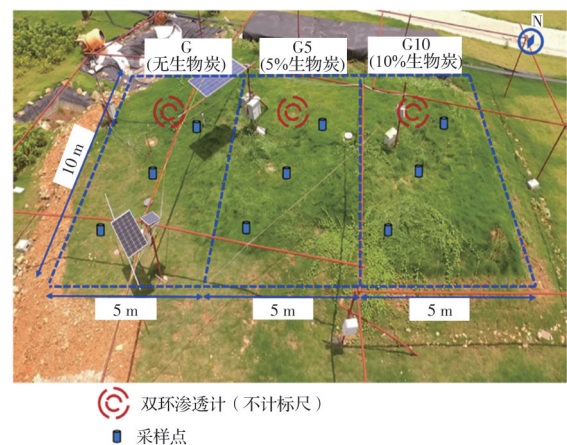 N
G
(无生物炭)
G5
(5%生物炭)
G10
(10%生物炭)
10 m
5 m
5 m
5 m
双环渗透计(不计标尺)
采样点